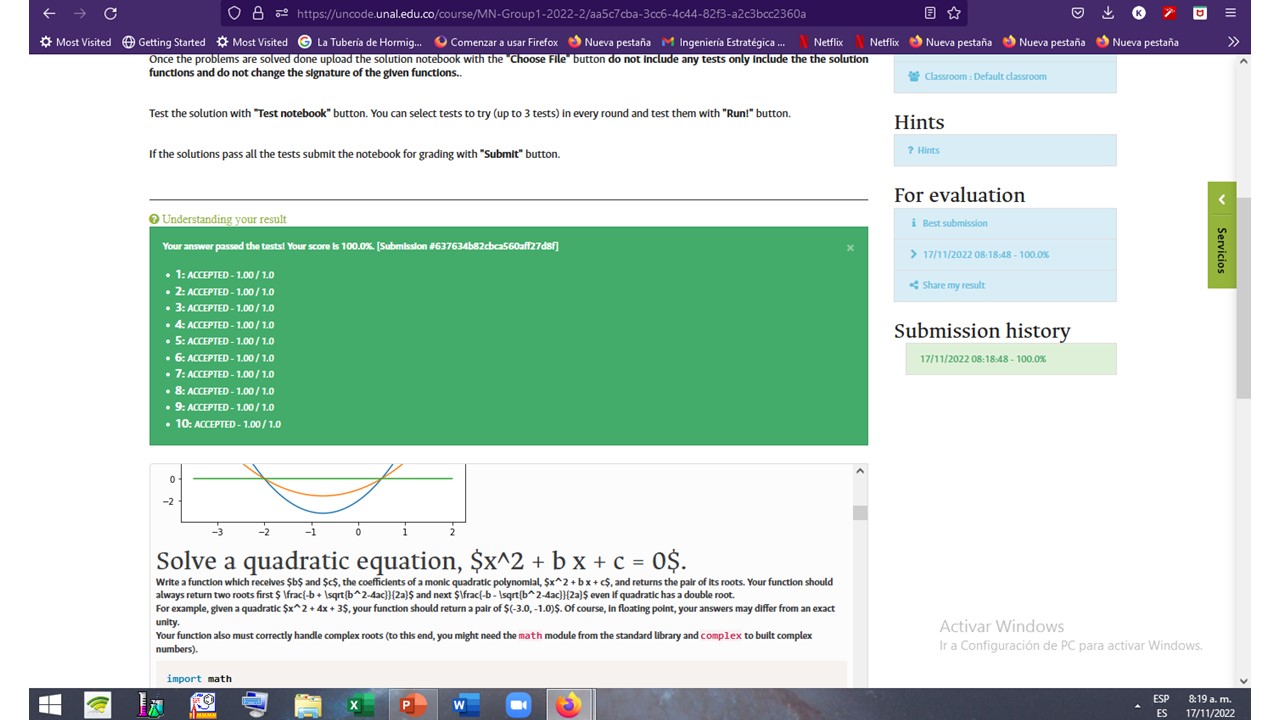 https://uncode.unal.edu.co/course/MN-Group1-2022-2/aa5c7cba-3cc6-4c44-82f3-a2c3bcc2360a
Most Visited Getting Started Most Visited La Tubería de Hormig... Comenzar a usar Firefox Nueva pestaña Ingeniería Estratégica ... Netflix Netflix Nueva pestaña Nueva pestaña Nueva pestaña
Once the problems are solved done upload the solution notebook with the "Choose File" button do not include any tests only include the the solution
functions and do not change the signature of the given functions..
Test the solution with "Test notebook" button. You can select tests to try (up to 3 tests) in every round and test them with "Run!" button.
If the solutions pass all the tests submit the notebook for grading with "Submit" button.
Understanding your result
Your answer passed the tests! Your score is 100.0%. [Submission #637634b82cbca560aff27d8f]
1: ACCEPTED - 1.00 / 1.0
2: ACCEPTED - 1.00 / 1.0
3: ACCEPTED - 1.00 / 1.0
4: ACCEPTED - 1.00 / 1.0
5: ACCEPTED - 1.00 / 1.0
6: ACCEPTED - 1.00 / 1.0
7: ACCEPTED - 1.00 / 1.0
8: ACCEPTED - 1.00 / 1.0
9: ACCEPTED - 1.00 / 1.0
10: ACCEPTED - 1.00 / 1.0
0
−2
−3 −2 −1 0 1 2
Solve a quadratic equation, $x^2 + b x + c = 0$.
Write a function which receives $b$ and $c$, the coefficients of a monic quadratic polynomial, $x^2 + b x + c$, and returns the pair of its roots. Your function should
always return two roots first $ \frac{-b + \sqrt{b^2-4ac}}{2a}$ and next $\frac{-b - \sqrt{b^2-4ac}}{2a}$ even if quadratic has a double root.
For example, given a quadratic $x^2 + 4x + 3$, your function should return a pair of $(-3.0, -1.0)$. Of course, in floating point, your answers may differ from an exact
unity.
Your function also must correctly handle complex roots (to this end, you might need the math module from the standard library and complex to built complex
numbers).
import math
Classroom : Default classroom
Hints
? Hints
For evaluation
Best submission
17/11/2022 08:18:48 - 100.0%
Share my result
Submission history
17/11/2022 08:18:48 - 100.0%
Servicios
Activar Windows
Ir a Configuración de PC para activar Windows.
ESP
ES
8:19 a. m.
17/11/2022